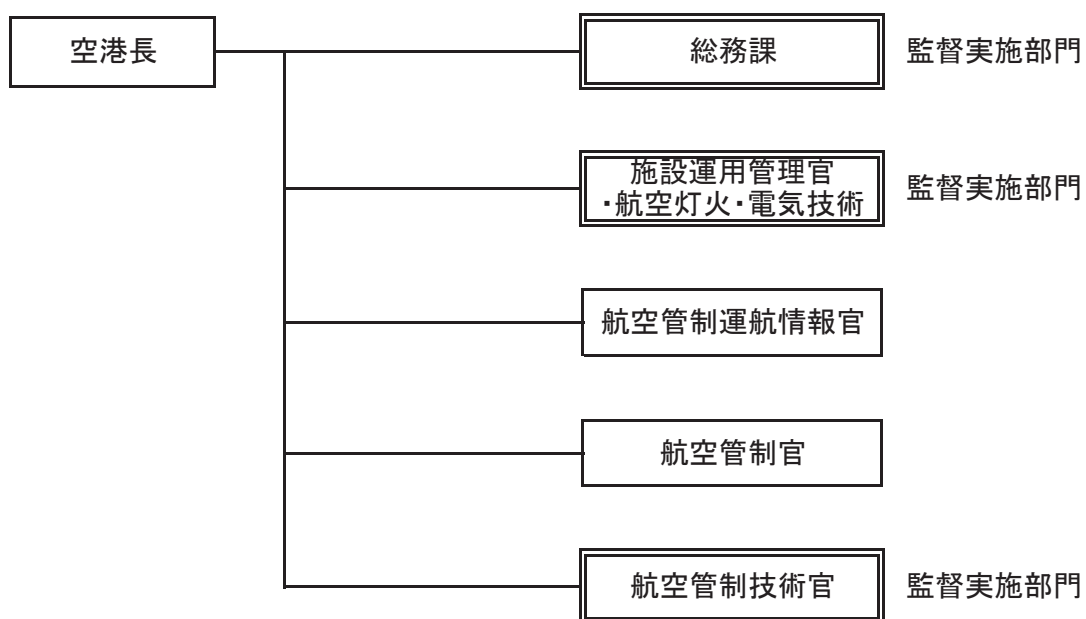 空港長
総務課
監督実施部門
施設運用管理官
・航空灯火・電気技術
監督実施部門
航空管制運航情報官
航空管制官
航空管制技術官
監督実施部門